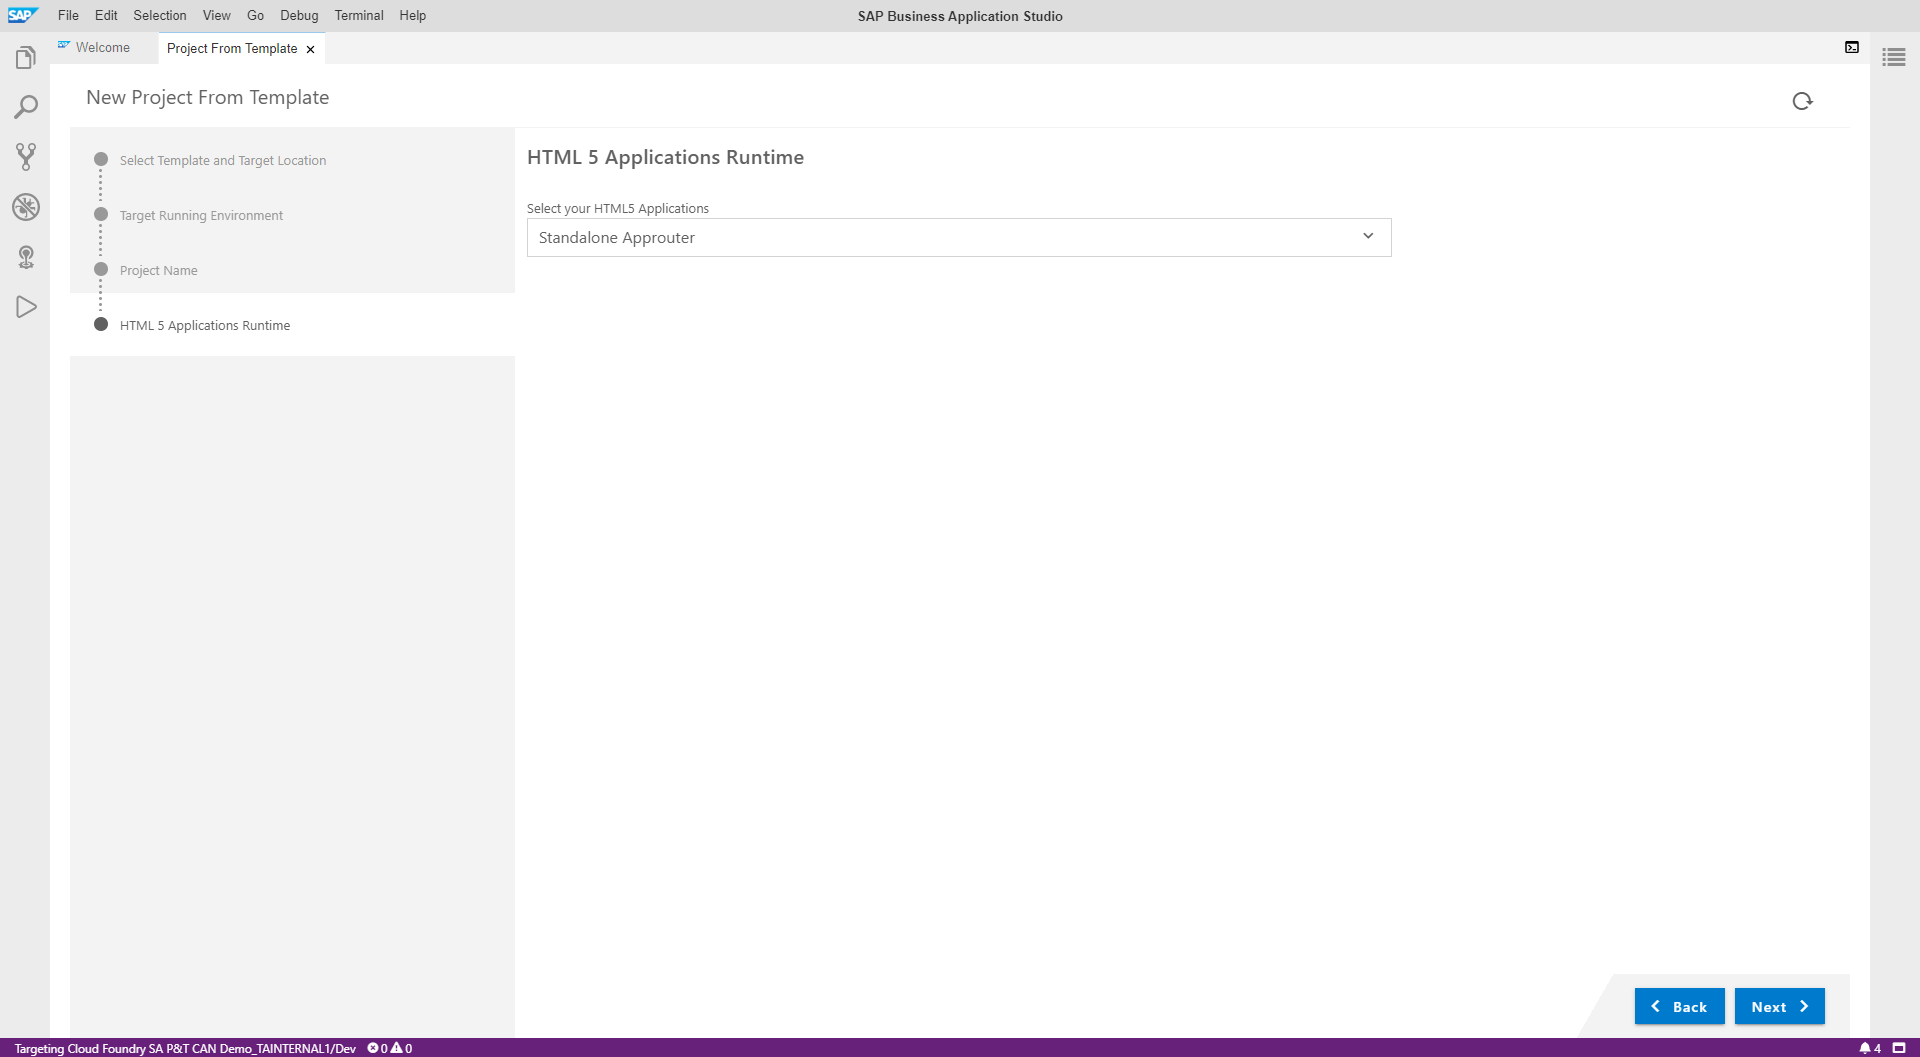 SAP File Edit Selection View Go Debug Terminal Help SAP Business Application Studio
SAP Welcome Project From Template
New Project From Template
Select Template and Target Location
Target Running Environment
Project Name
HTML 5 Applications Runtime
HTML 5 Applications Runtime
Select your HTML5 Applications
Standalone Approuter
Back Next
Targeting Cloud Foundry SA P&T CAN Demo_TAINTERNAL1/Dev 0 0 4